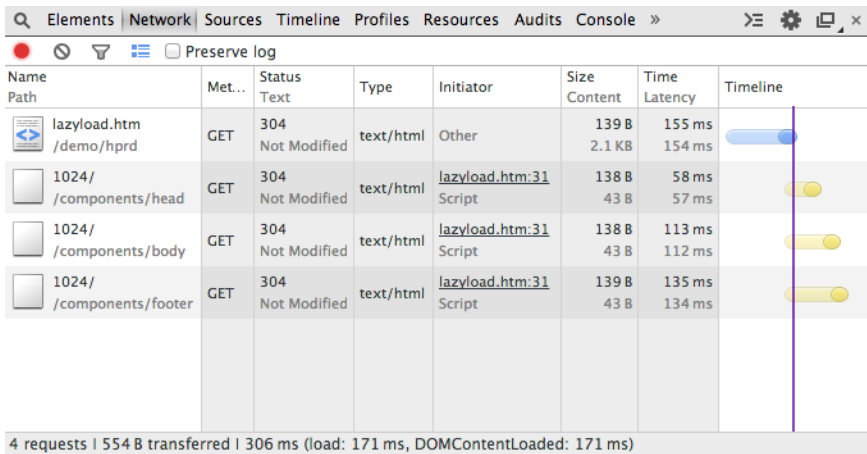 Elements Network Sources Timeline Profiles Resources Audits Console »
Preserve log
Name Path Met... Status Text Type Initiator Size Content Time Latency Timeline
lazyload.htm GET 304 text/html Other 139 B 155 ms
/demo/hprd Not Modified 2.1 KB 154 ms
1024/ GET 304 text/html lazyload.htm:31 138 B 58 ms
/components/head Not Modified Script 43 B 57 ms
1024/ GET 304 text/html lazyload.htm:31 138 B 113 ms
/components/body Not Modified Script 43 B 112 ms
1024/ GET 304 text/html lazyload.htm:31 139 B 135 ms
/components/footer Not Modified Script 43 B 134 ms
4 requests | 554 B transferred | 306 ms (load: 171 ms, DOMContentLoaded: 171 ms)